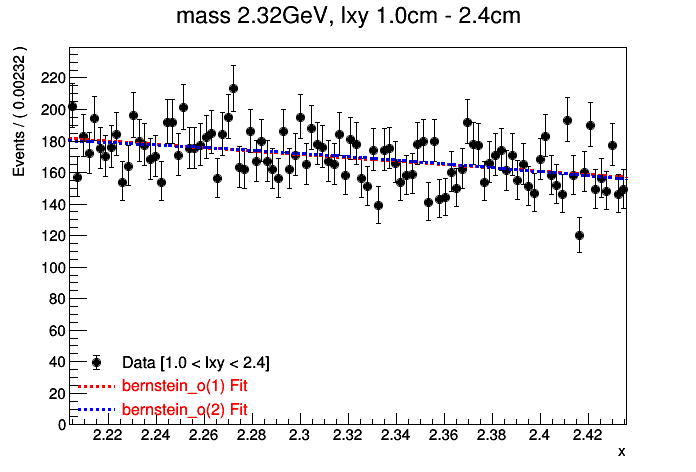 mass 2.32GeV, lxy 1.0cm - 2.4cm
Events / ( 0.00232 )
220
200
180
160
140
120
100
80
60
40
20
0
Data [1.0 < lxy < 2.4]
bernstein_o(1) Fit
bernstein_o(2) Fit
2.22 2.24 2.26 2.28 2.3 2.32 2.34 2.36 2.38 2.4 2.42
x